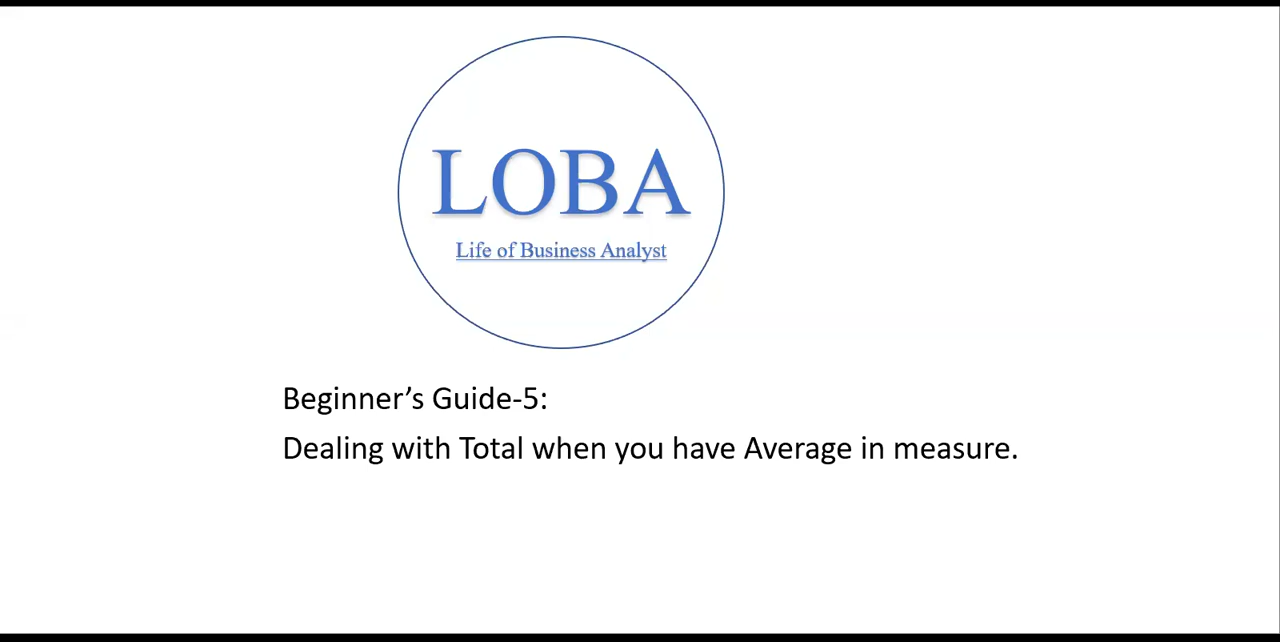 LOBA
Life of Business Analyst
Beginner’s Guide-5:
Dealing with Total when you have Average in measure.